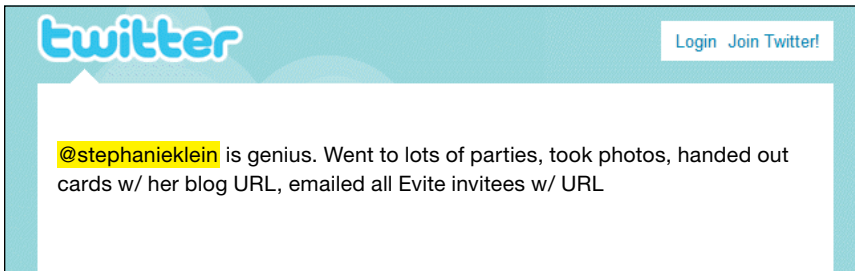 twitter
Login Join Twitter!
@stephanieklein is genius. Went to lots of parties, took photos, handed out
cards w/ her blog URL, emailed all Evite invitees w/ URL